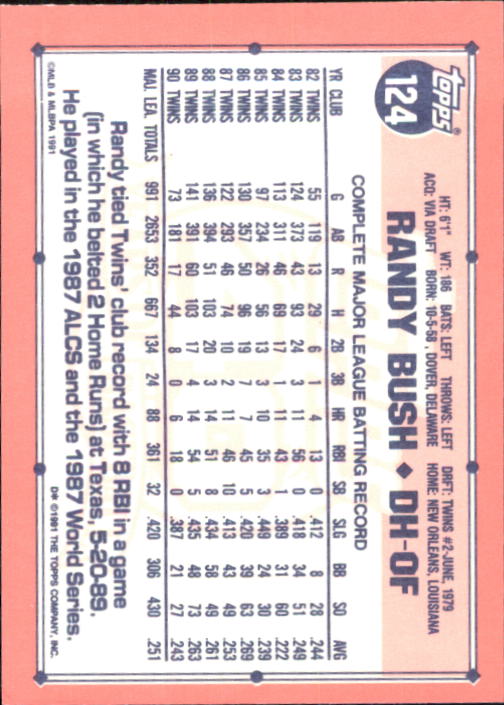 topps®
124
HT: 6'1" WT: 186 BATS: LEFT THROWS: LEFT DRFT: TWINS #2-JUNE, 1979
ACQ: VIA DRAFT BORN: 10-5-58, DOVER, DELAWARE HOME: NEW ORLEANS, LOUISIANA
RANDY BUSH ♦ DH-OF
COMPLETE MAJOR LEAGUE BATTING RECORD
YR CLUB G AB R H 2B 3B HR RBI SB SLG BB SO AVG
82 TWINS 55 119 13 29 6 1 4 13 0 .412 8 28 .244
83 TWINS 124 373 43 93 24 3 11 56 0 .418 34 51 .249
84 TWINS 113 311 46 69 17 1 11 43 1 .389 31 60 .222
85 TWINS 97 234 26 56 13 3 10 35 3 .449 24 30 .239
86 TWINS 130 357 50 96 19 7 7 45 5 .420 39 63 .269
87 TWINS 122 293 46 74 10 2 11 46 10 .413 43 49 .253
88 TWINS 136 394 51 103 20 3 14 51 8 .434 58 49 .261
89 TWINS 141 391 60 103 17 4 14 54 5 .435 48 73 .263
90 TWINS 73 181 17 44 8 0 6 18 0 .387 21 27 .243
MAJ. LEA. TOTALS 991 2653 352 667 134 24 88 361 32 .420 306 430 .251
Randy tied Twins' club record with 8 RBI in a game
(in which he belted 2 Home Runs) at Texas, 5-20-89.
He played in the 1987 ALCS and the 1987 World Series.
©MLB & MLBPA 1991
D* ©1991 THE TOPPS COMPANY, INC.